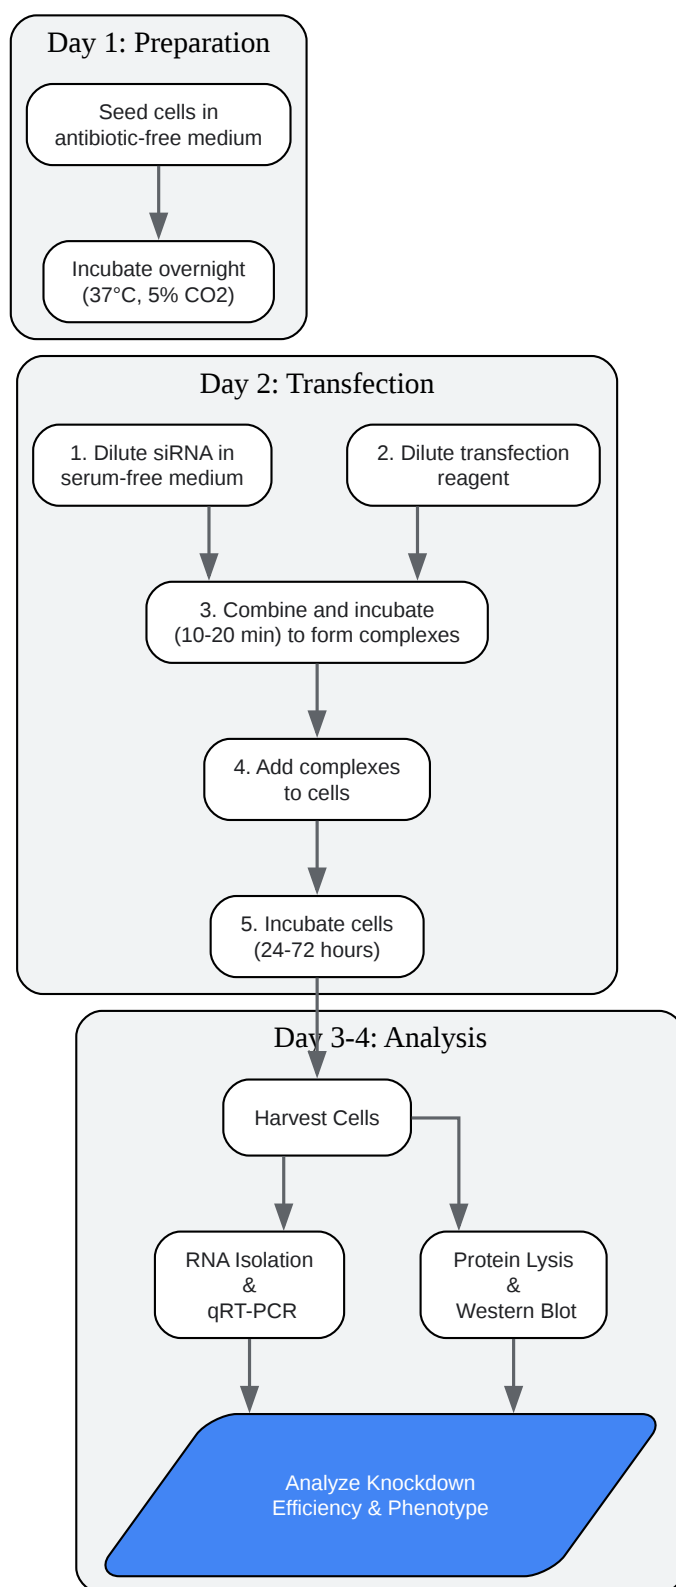 Day 1: Preparation
Seed cells in
antibiotic-free medium
Incubate overnight
(37°C, 5% CO2)
Day 2: Transfection
1. Dilute siRNA in
serum-free medium
2. Dilute transfection
reagent
3. Combine and incubate
(10-20 min) to form complexes
4. Add complexes
to cells
5. Incubate cells
(24-72 hours)
Day 3-4: Analysis
Harvest Cells
RNA Isolation
&
qRT-PCR
Protein Lysis
&
Western Blot
Analyze Knockdown
Efficiency & Phenotype